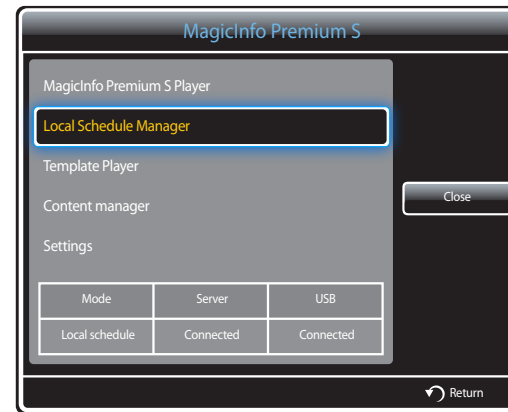 MagicInfo Premium S
MagicInfo Premium S Player
Local Schedule Manager
Template Player
Content manager
Settings
Close
Mode Server USB
Local schedule Connected Connected
Return